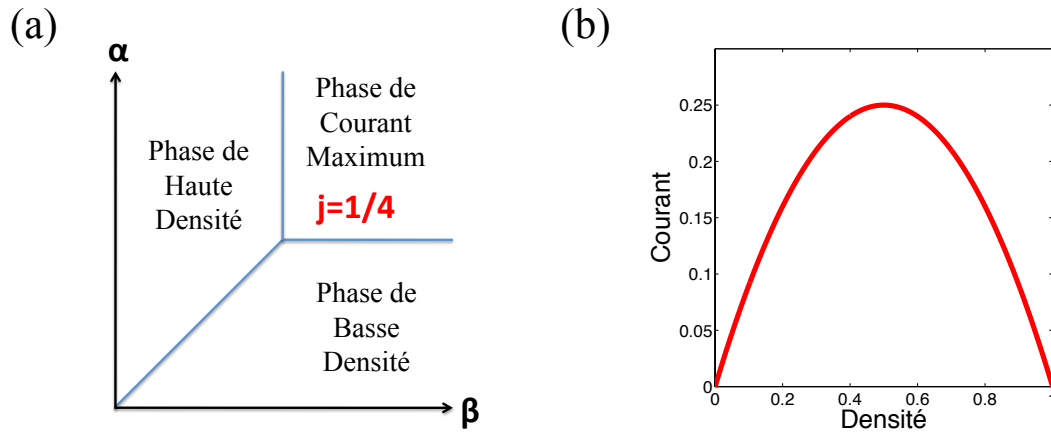 (a)
α
Phase de
Haute
Densité
Phase de
Courant
Maximum
j=1/4
Phase de
Basse
Densité
β
(b)
Courant
0.25
0.2
0.15
0.1
0.05
0
0 0.2 0.4 0.6 0.8
Densité